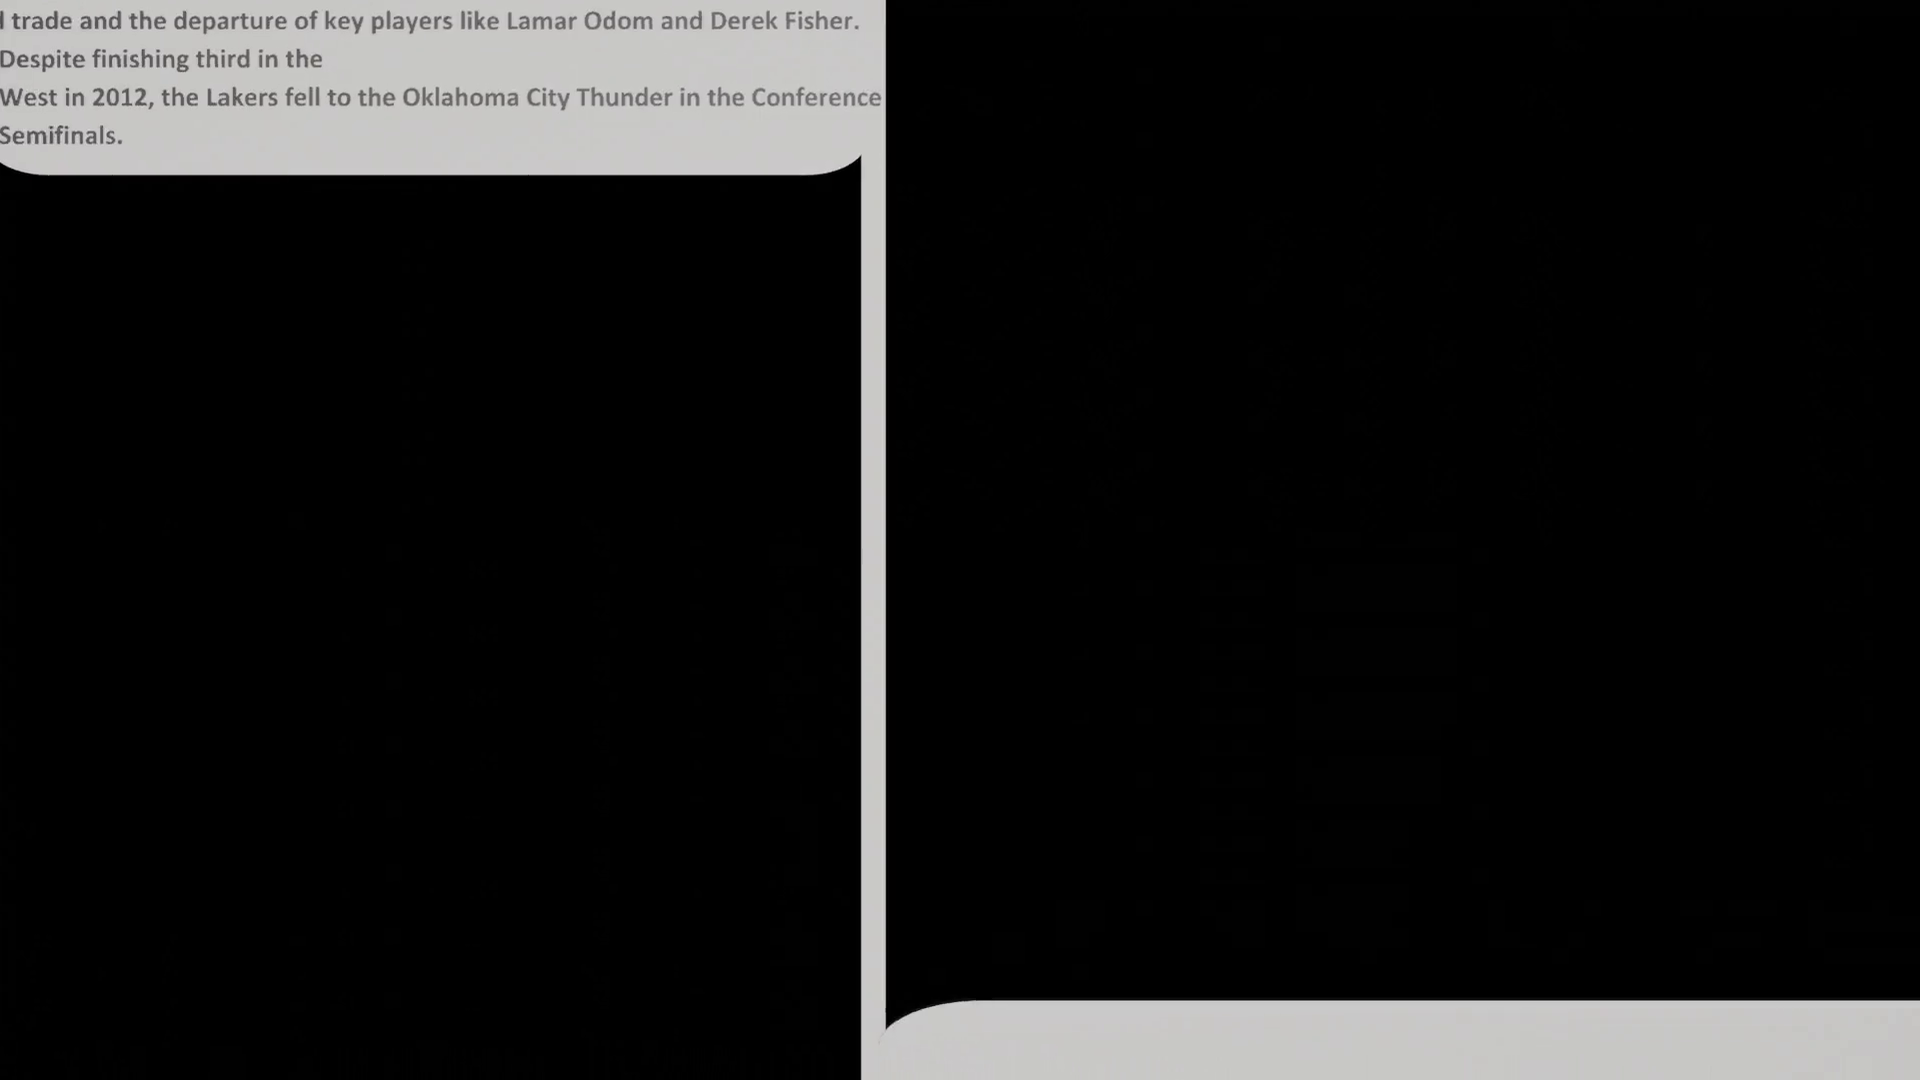 trade and the departure of key players like Lamar Odom and Derek Fisher.
Despite finishing third in the
West in 2012, the Lakers fell to the Oklahoma City Thunder in the Conference
Semifinals.